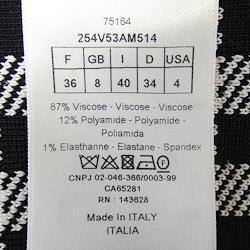 75164
254V53AM514
F GB I D USA
36 8 40 34 4
87% Viscose - Viscose - Viscose
12% Polyamide - Polyamide -
Poliamida
1% Elasthanne - Elastane - Spandex
CNPJ 02-046-366/0003-99
CA65281
RN : 143628
Made In ITALY
ITALIA